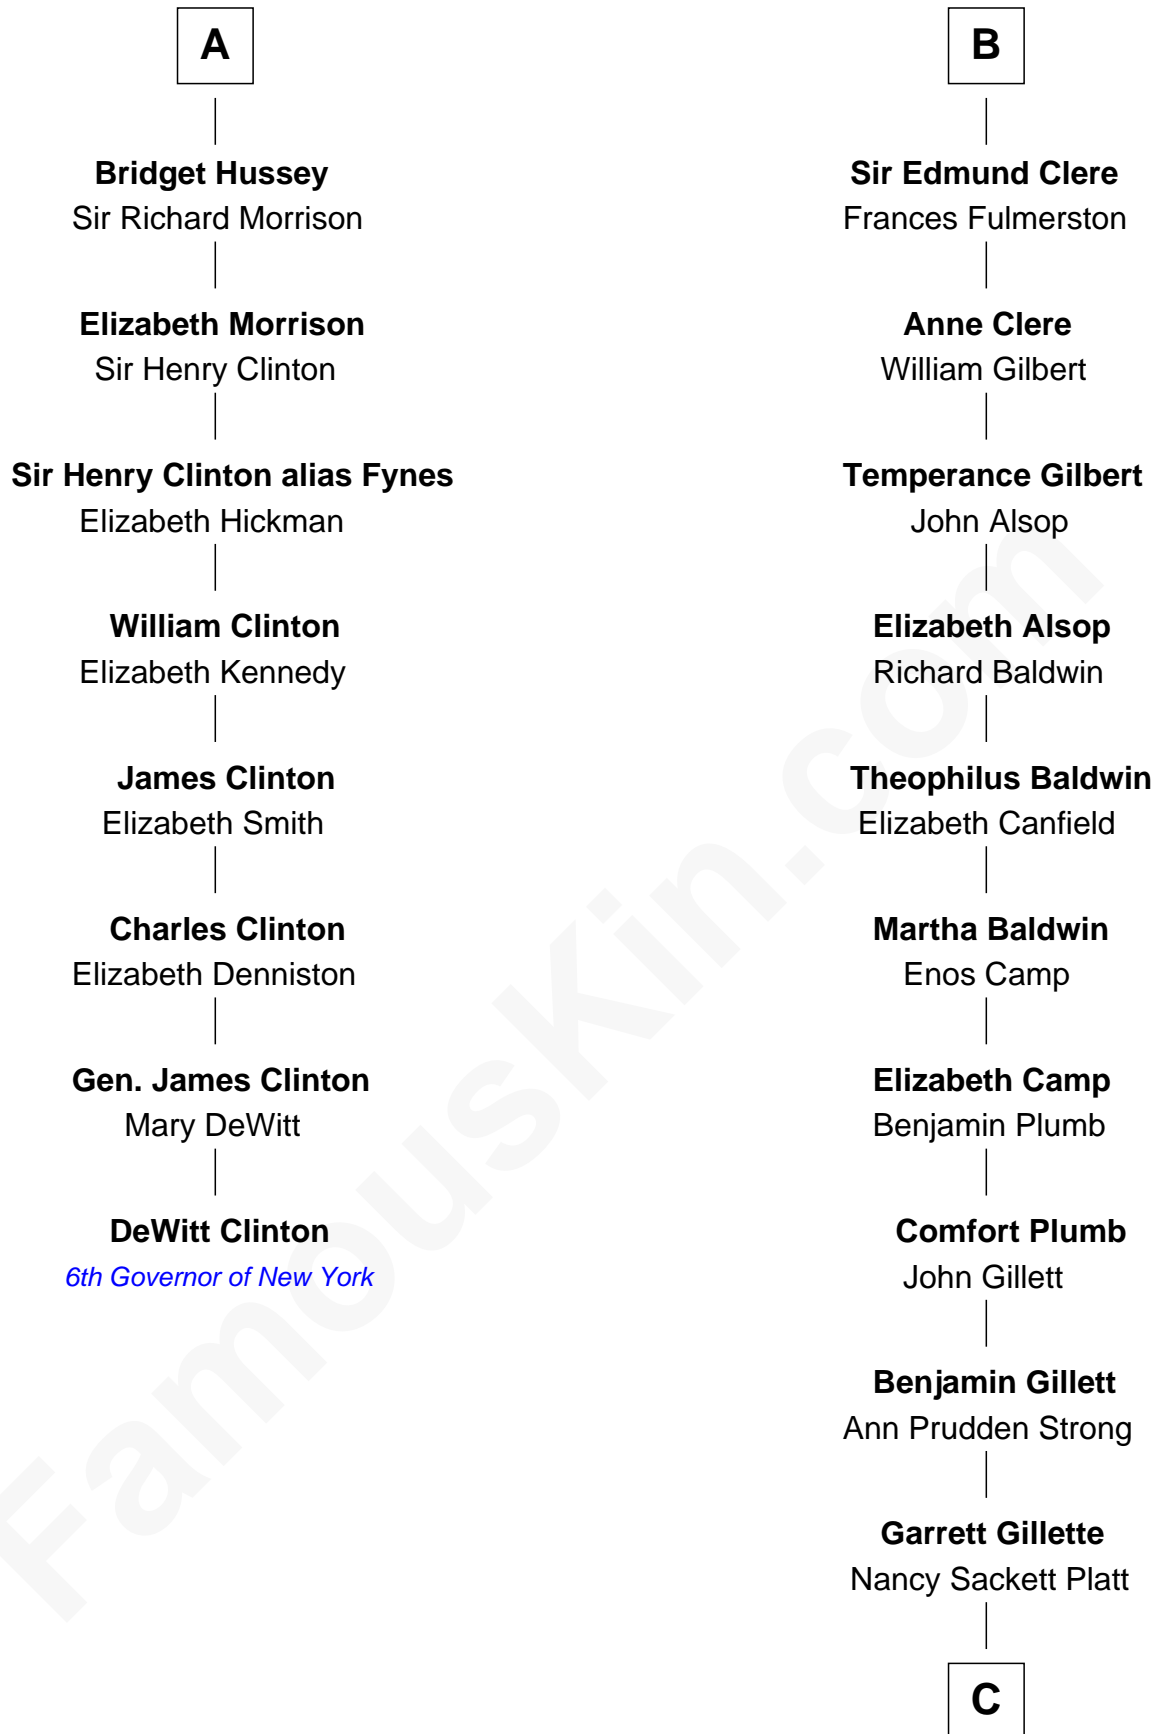 A
Bridget Hussey
Sir Richard Morrison
Elizabeth Morrison
Sir Henry Clinton
Sir Henry Clinton alias Fynes
Elizabeth Hickman
William Clinton
Elizabeth Kennedy
James Clinton
Elizabeth Smith
Charles Clinton
Elizabeth Denniston
Gen. James Clinton
Mary DeWitt
DeWitt Clinton
6th Governor of New York
B
Sir Edmund Clere
Frances Fulmerston
Anne Clere
William Gilbert
Temperance Gilbert
John Alsop
Elizabeth Alsop
Richard Baldwin
Theophilus Baldwin
Elizabeth Canfield
Martha Baldwin
Enos Camp
Elizabeth Camp
Benjamin Plumb
Comfort Plumb
John Gillett
Benjamin Gillett
Ann Prudden Strong
Garrett Gillette
Nancy Sackett Platt
C
FamousKin.com